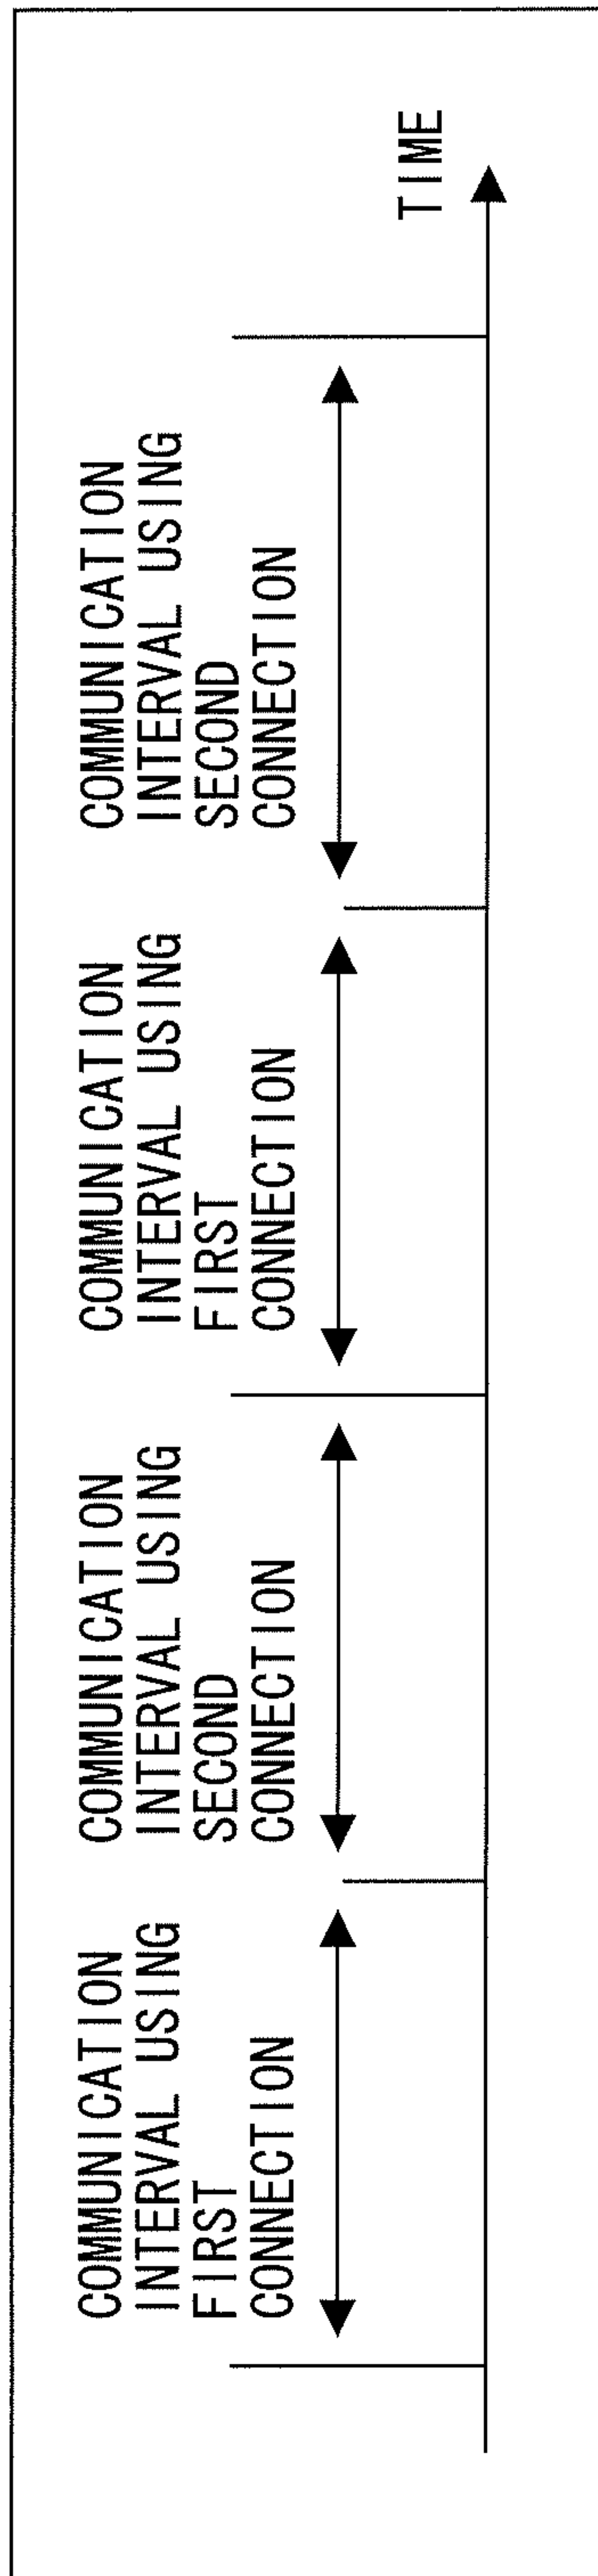 COMMUNICATION
INTERVAL USING
FIRST
CONNECTION
COMMUNICATION
INTERVAL USING
SECOND
CONNECTION
COMMUNICATION
INTERVAL USING
FIRST
CONNECTION
COMMUNICATION
INTERVAL USING
SECOND
CONNECTION
TIME